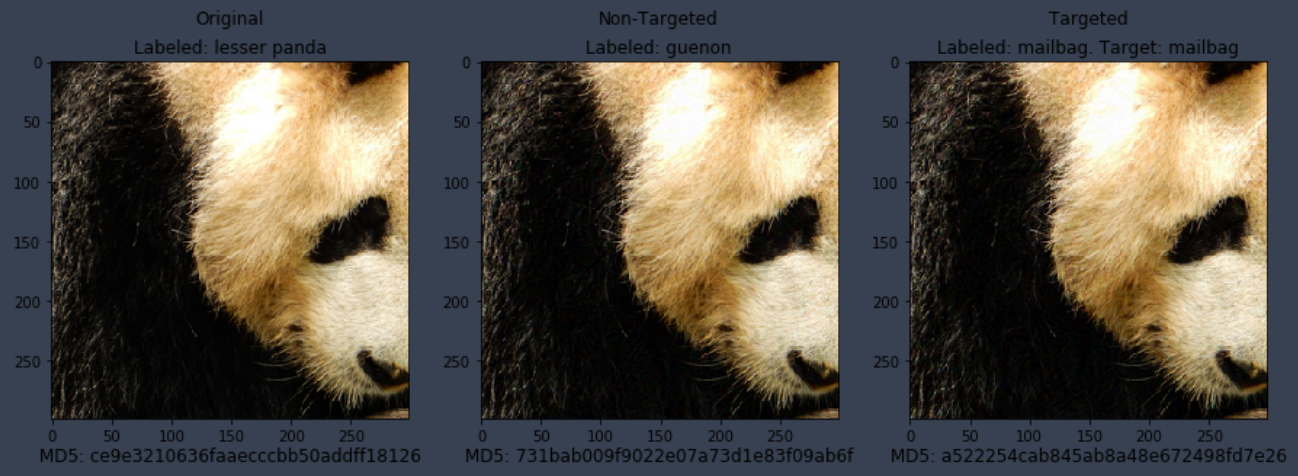 Original
Labeled: lesser panda
0
50
100
150
200
250
0 50 100 150 200 250
MD5: ce9e3210636faaecccbb50addff18126
Non-Targeted
Labeled: guenon
0
50
100
150
200
250
0 50 100 150 200 250
MD5: 731bab009f9022e07a73d1e83f09ab6f
Targeted
Labeled: mailbag. Target: mailbag
0
50
100
150
200
250
0 50 100 150 200 250
MD5: a522254cab845ab8a48e672498fd7e26